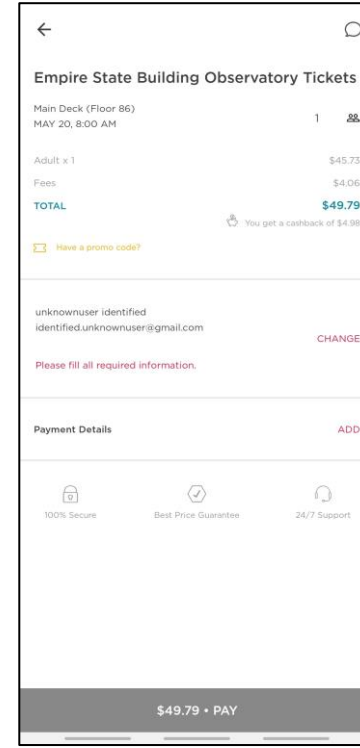 Empire State Building Observatory Tickets
Main Deck (Floor 86)
MAY 20, 8:00 AM
1
Adult x 1 $45.73
Fees $4.06
TOTAL $49.79
You get a cashback of $4.98
Have a promo code?
unknownuser identified
identified.unknownuser@gmail.com
CHANGE
Please fill all required information.
Payment Details ADD
100% Secure Best Price Guarantee 24/7 Support
$49.79 • PAY